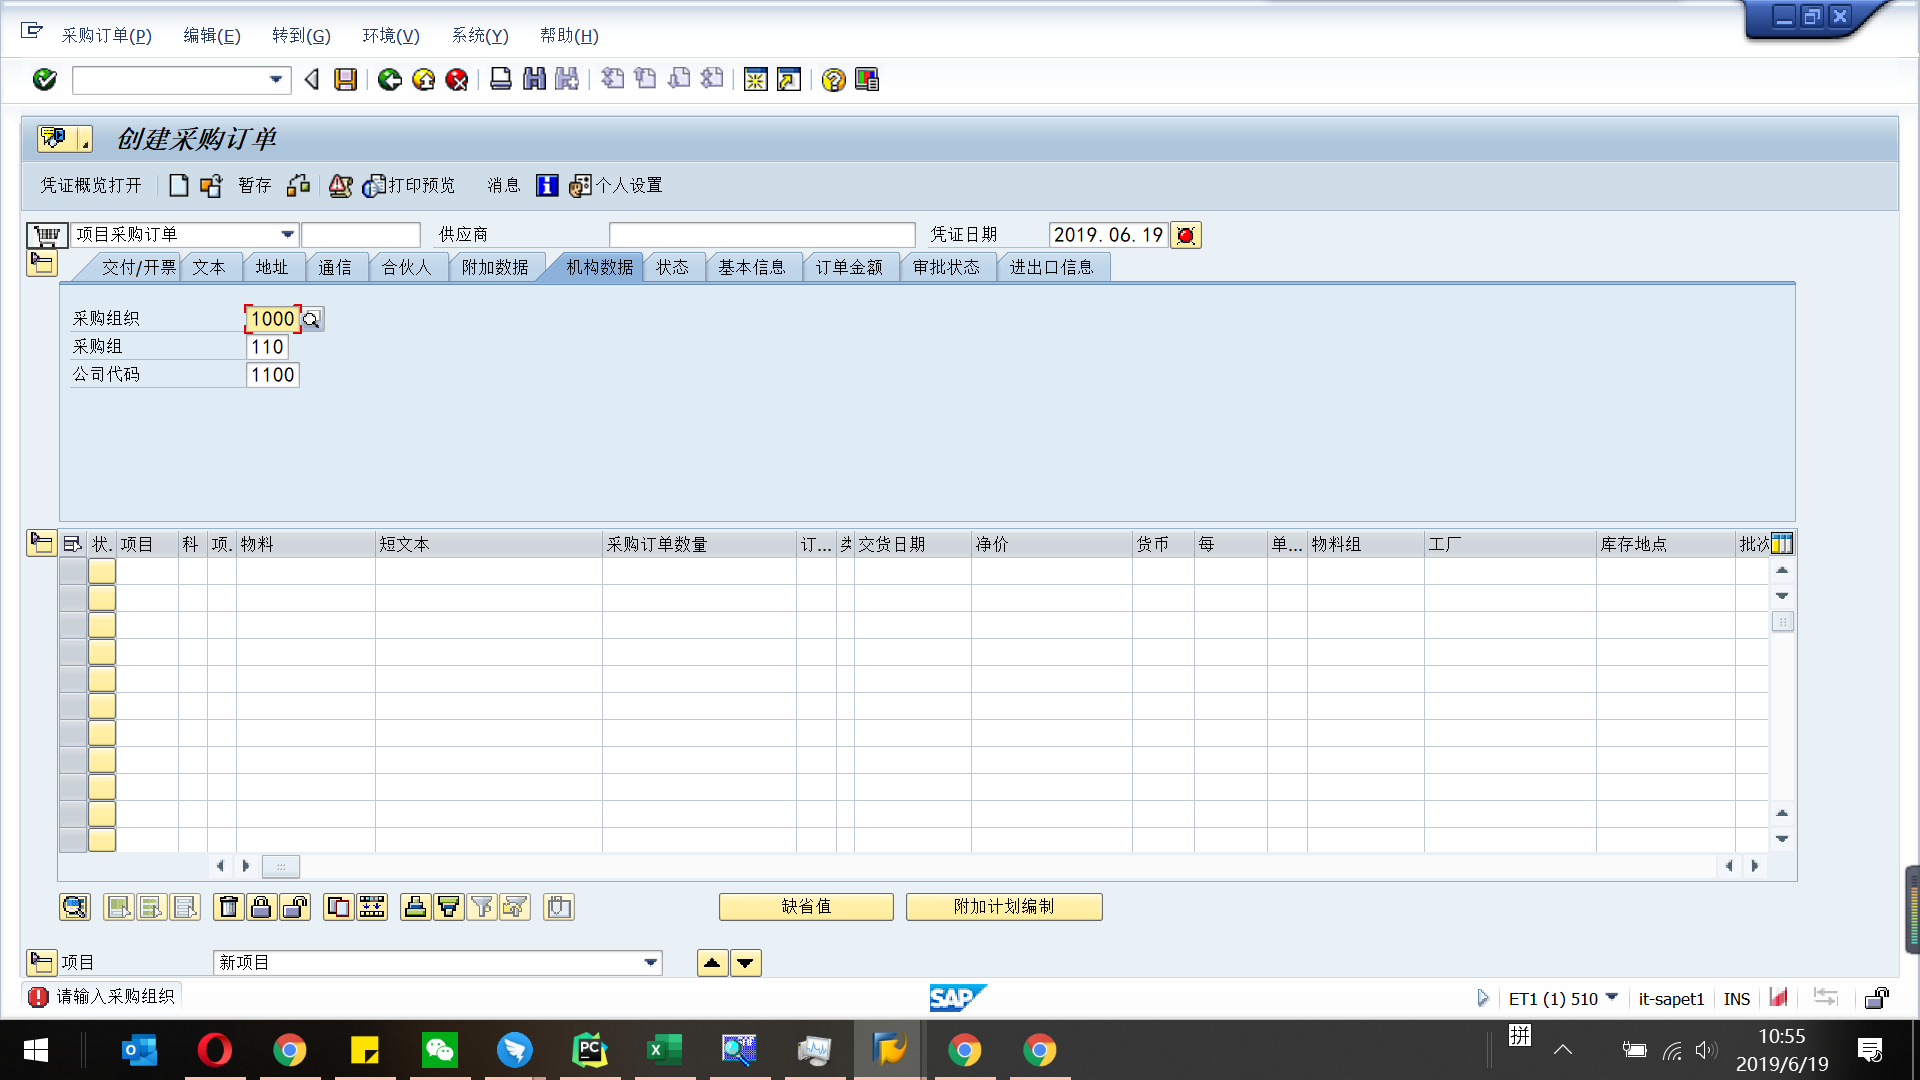 采购订单(P) 编辑(E) 转到(G) 环境(V) 系统(Y) 帮助(H)
创建采购订单
凭证概览打开 暂存 打印预览 消息 个人设置
项目采购订单 供应商 凭证日期 2019.06.19
交付/开票 文本 地址 通信 合伙人 附加数据 机构数据 状态 基本信息 订单金额 审批状态 进出口信息
采购组织 1000
采购组 110
公司代码 1100
状. 项目 科 项. 物料 短文本 采购订单数量 订... 交货日期 净价 货币 每 单... 物料组 工厂 库存地点 批次
缺省值 附加计划编制
项目 新项目
请输入采购组织 SAP ET1 (1) 510 it-sapet1 INS
拼 10:55
2019/6/19